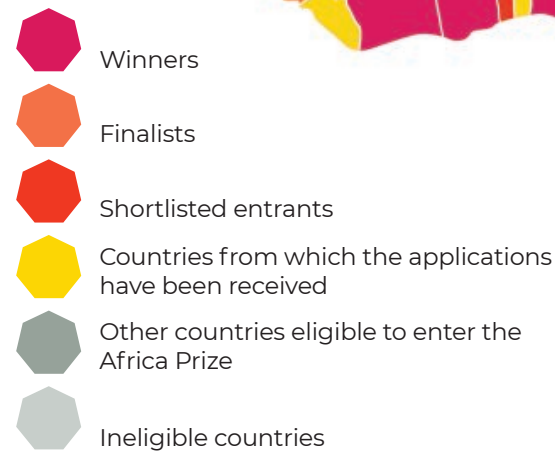 Winners
Finalists
Shortlisted entrants
Countries from which the applications
have been received
Other countries eligible to enter the
Africa Prize
Ineligible countries